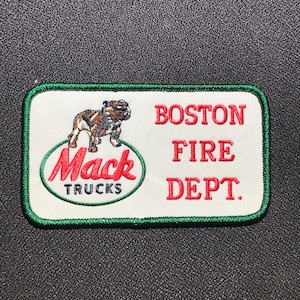 Mack
TRUCKS
BOSTON
FIRE
DEPT.